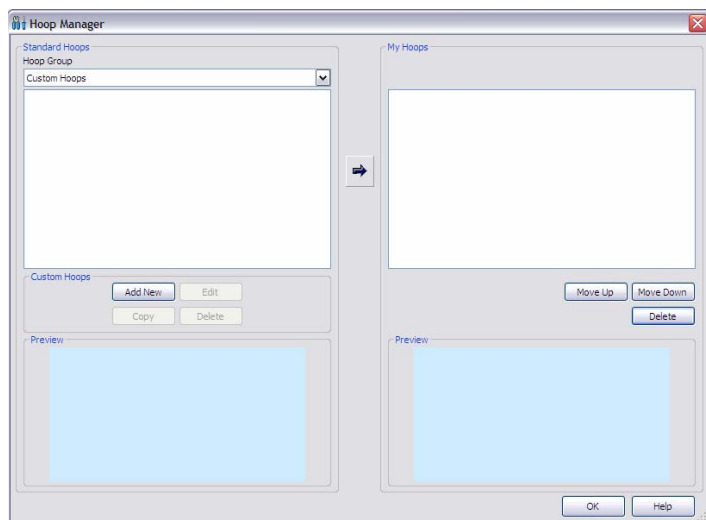 Hoop Manager
Standard Hoops
Hoop Group
Custom Hoops
My Hoops
Custom Hoops
Add New
Edit
Copy
Delete
Move Up
Move Down
Delete
Preview
Preview
OK
Help